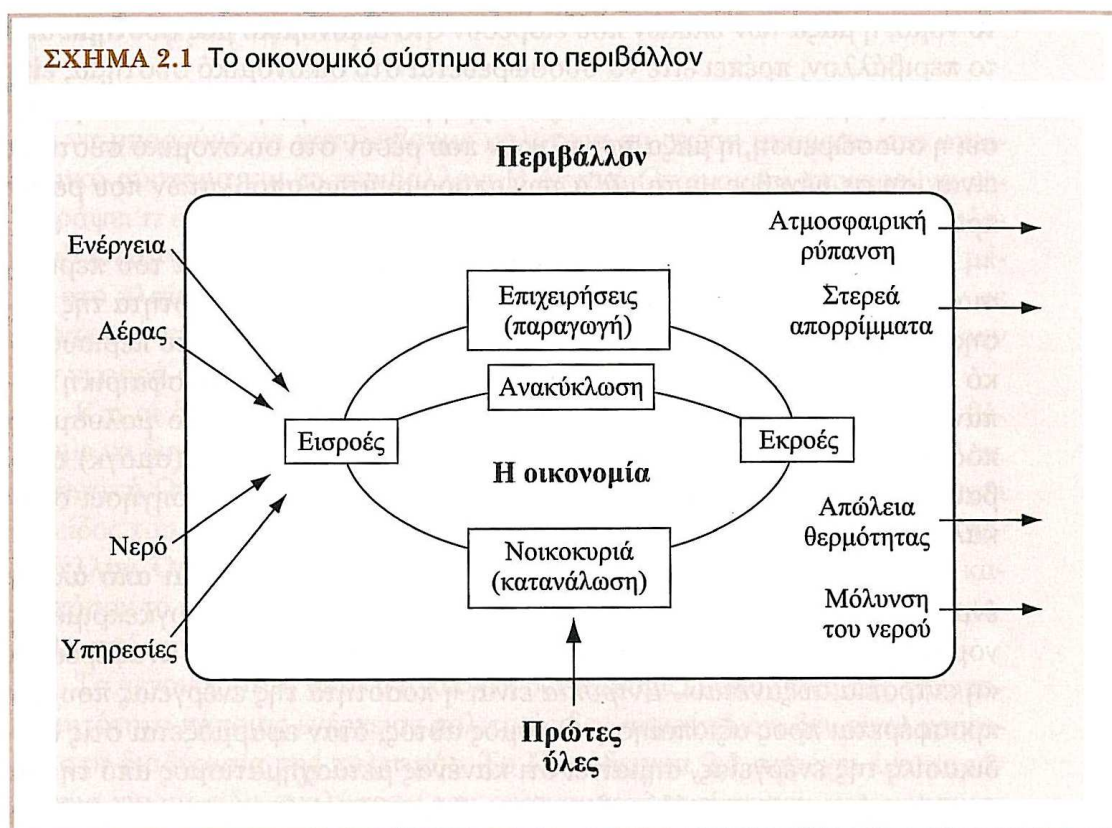 ΣΧΗΜΑ 2.1 Το οικονομικό σύστημα και το περιβάλλον
Περιβάλλον
Ενέργεια
Αέρας
Νερό
Υπηρεσίες
Εισροές
Επιχειρήσεις
(παραγωγή)
Ανακύκλωση
Η οικονομία
Νοικοκυριά
(κατανάλωση)
Εκροές
Ατμοσφαιρική
ρύπανση
Στερεά
απορρίμματα
Απώλεια
θερμότητας
Μόλυνση
του νερού
Πρώτες
ύλες